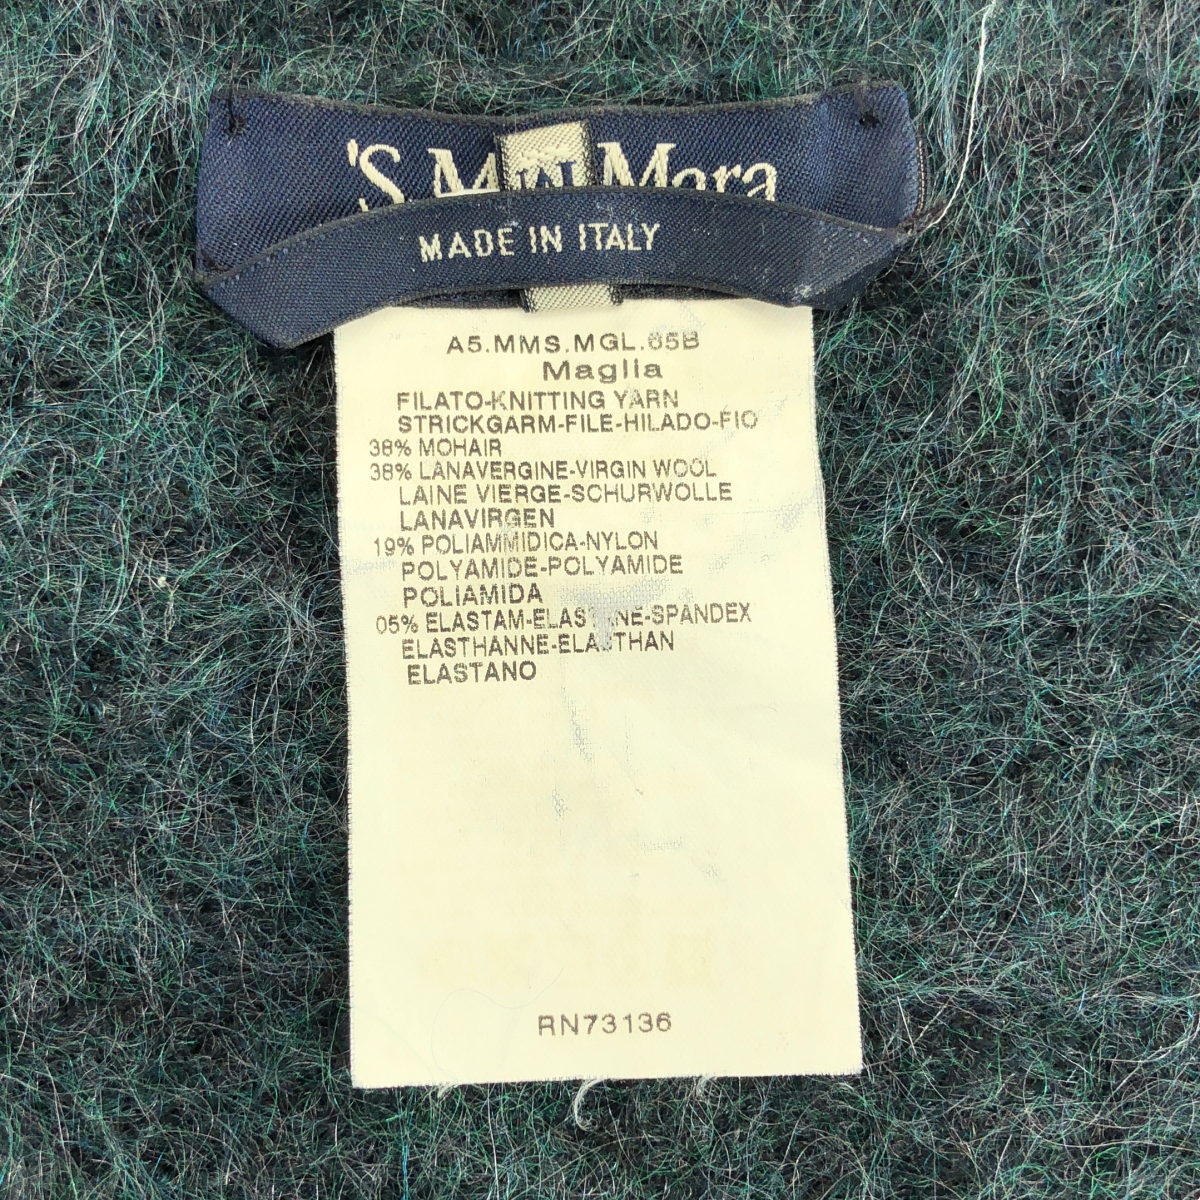 'S Mara
MADE IN ITALY
A5.MMS.MGL.65B
Maglia
FILATO-KNITTING YARN
STRICKGARM-FILE-HILADO-FIO
38% MOHAIR
38% LANAVERGINE-VIRGIN WOOL
LAINE VIERGE-SCHURWOLLE
LANAVIRGEN
19% POLIAMMIDICA-NYLON
POLYAMIDE-POLYAMIDE
POLIAMIDA
05% ELASTAM-ELASTANE-SPANDEX
ELASTHANNE-ELASTHAN
ELASTANO
RN73136